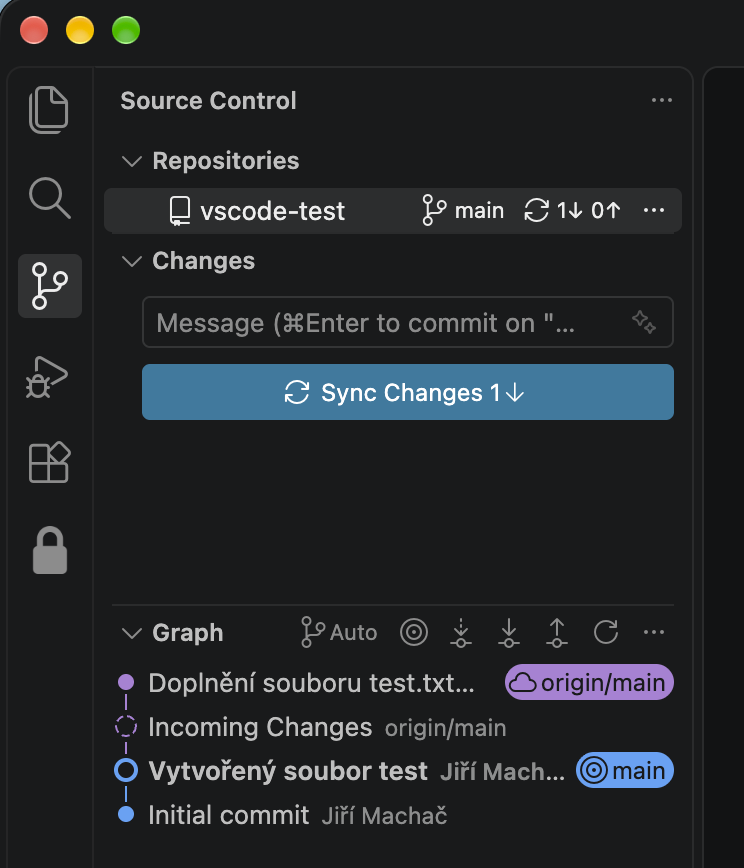 Source Control
Repositories
vscode-test main 1↓ 0↑
Changes
Message (⌘Enter to commit on "...
Sync Changes 1↓
Graph Auto
Doplnění souboru test.txt... origin/main
Incoming Changes origin/main
Vytvořený soubor test Jiří Mach... main
Initial commit Jiří Machač